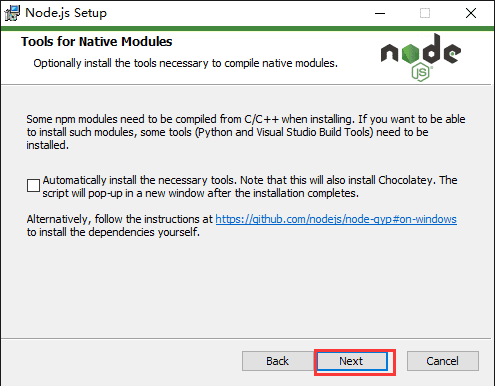 Node.js Setup
Tools for Native Modules
Optionally install the tools necessary to compile native modules.
node
JS
Some npm modules need to be compiled from C/C++ when installing. If you want to be able
to install such modules, some tools (Python and Visual Studio Build Tools) need to be
installed.
Automatically install the necessary tools. Note that this will also install Chocolatey. The
script will pop-up in a new window after the installation completes.
Alternatively, follow the instructions at https://github.com/nodejs/node-gyp#on-windows
to install the dependencies yourself.
Back
Next
Cancel